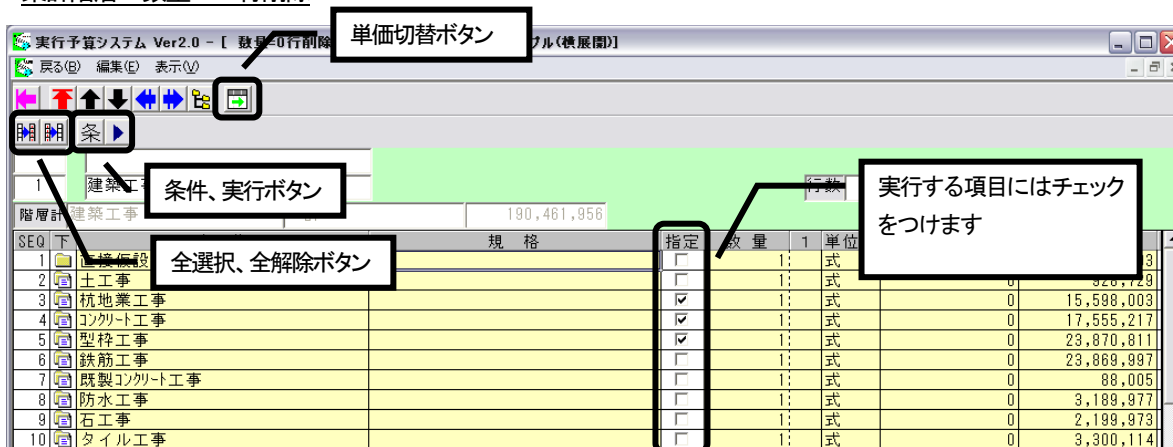 実行予算システム Ver2.0 - [ 数量=0行削除
単価切替ボタン
ブル(横展開)]
戻る(B) 編集(E) 表示(V)
条
1 建築工事
条件、実行ボタン
行数
実行する項目にはチェック
をつけます
階層計 建築工事
190,461,956
SEQ 下
規 格 指定 数 量 1 単位
全選択、全解除ボタン
1 直接仮設 1 式
2 土工事 1 式 0 928,729
3 杭地業工事 1 式 0 15,598,003
4 コンクリート工事 1 式 0 17,555,217
5 型枠工事 1 式 0 23,870,811
6 鉄筋工事 1 式 0 23,869,997
7 既製コンクリート工事 1 式 0 88,005
8 防水工事 1 式 0 3,189,977
9 石工事 1 式 0 2,199,973
10 タイル工事 1 式 0 3,300,114